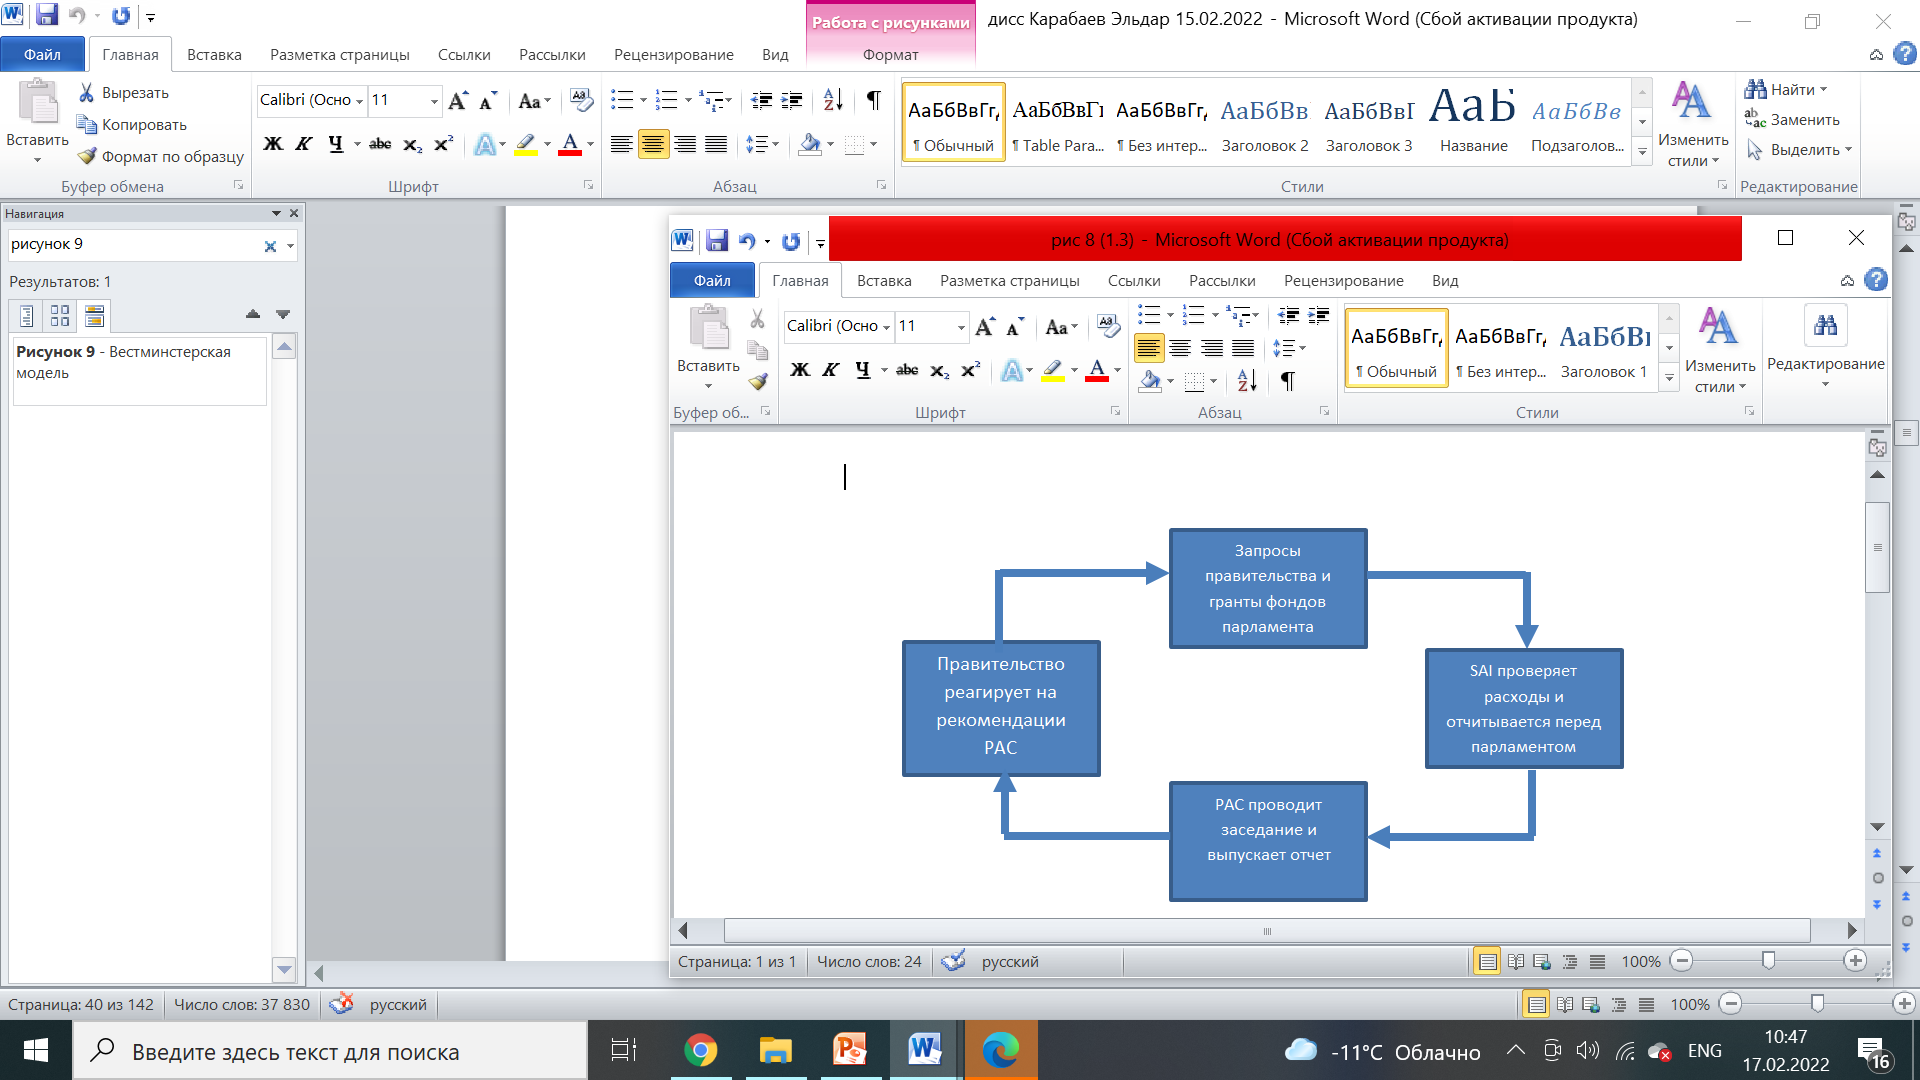 Работа с рисунками
дисс Карабаев Эльдар 15.02.2022 - Microsoft Word (Сбой активации продукта)
Файл Главная Вставка Разметка страницы Ссылки Рассылки Рецензирование Вид Формат
Вставить
Вырезать
Копировать
Формат по образцу
Буфер обмена
Calibri (Осно 11
Ж К Ч abc x₂ x² A A
Шрифт
Абзац
АаБбВвГг, АаБбВвГг АаБбВвГг, АаБбВв АаБбВвГ АаБ АаБбВв
¶ Обычный ¶ Table Para... ¶ Без интер... Заголовок 2 Заголовок 3 Название Подзаголов...
Изменить
стили
Стили
Найти
Заменить
Выделить
Редактирование
Навигация
рисунок 9
Результатов: 1
Рисунок 9 - Вестминстерская
модель
рис 8 (1.3) - Microsoft Word (Сбой активации продукта)
Файл Главная Вставка Разметка страницы Ссылки Рассылки Рецензирование Вид
Вставить
Буфер об...
Calibri (Осно 11
Ж К Ч abc x₂ x² A A
Шрифт
Абзац
АаБбВвГг, АаБбВвГг, АаБбВ
¶ Обычный ¶ Без интер... Заголовок 1
Изменить
стили
Стили
Редактирование
Запросы
правительства и
гранты фондов
парламента
Правительство
реагирует на
рекомендации
PAC
SAI проверяет
расходы и
отчитывается перед
парламентом
PAC проводит
заседание и
выпускает отчет
Страница: 1 из 1 Число слов: 24 русский 100%
Страница: 40 из 142 Число слов: 37 830 русский 100%
Введите здесь текст для поиска
-11°C Облачно
ENG
10:47
17.02.2022
16